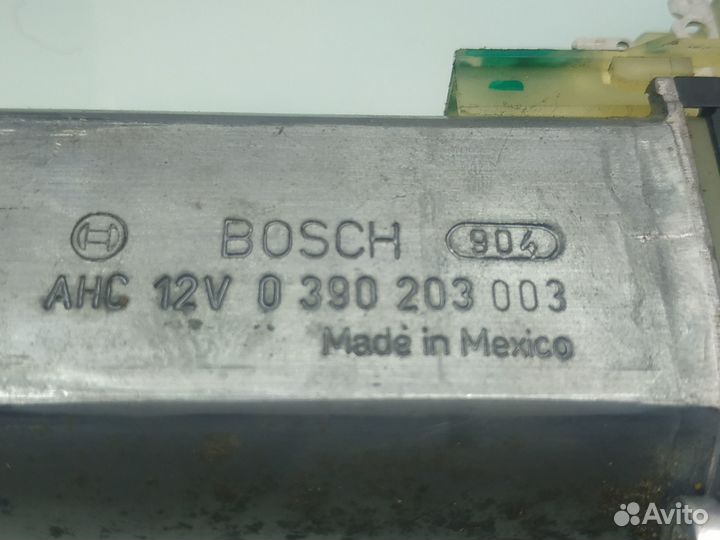 BOSCH 904
AHC 12V 0 390 203 003
Made in Mexico
Avito